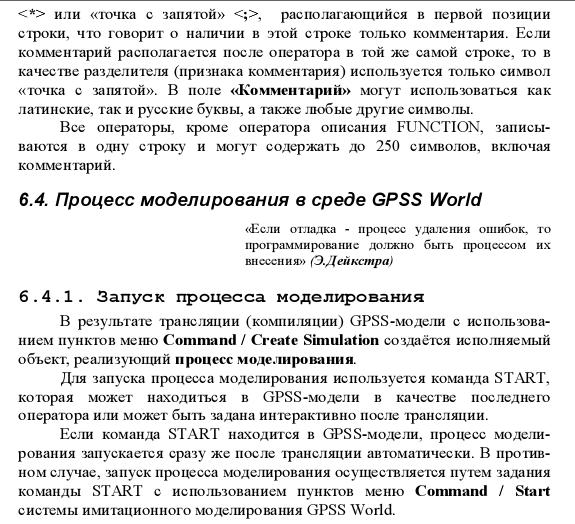 <*> или «точка с запятой» <;>, располагающийся в первой позиции
строки, что говорит о наличии в этой строке только комментария. Если
комментарий располагается после оператора в той же самой строке, то в
качестве разделителя (признака комментария) используется только символ
«точка с запятой». В поле «Комментарий» могут использоваться как
латинские, так и русские буквы, а также любые другие символы.
Все операторы, кроме оператора описания FUNCTION, записы-
ваются в одну строку и могут содержать до 250 символов, включая
комментарий.
6.4. Процесс моделирования в среде GPSS World
«Если отладка - процесс удаления ошибок, то
программирование должно быть процессом их
внесения» (Э.Дейкстра)
6.4.1. Запуск процесса моделирования
В результате трансляции (компиляции) GPSS-модели с использова-
нием пунктов меню Command / Create Simulation создаётся исполняемый
объект, реализующий процесс моделирования.
Для запуска процесса моделирования используется команда START,
которая может находиться в GPSS-модели в качестве последнего
оператора или может быть задана интерактивно после трансляции.
Если команда START находится в GPSS-модели, процесс модели-
рования запускается сразу же после трансляции автоматически. В против-
ном случае, запуск процесса моделирования осуществляется путем задания
команды START с использованием пунктов меню Command / Start
системы имитационного моделирования GPSS World.